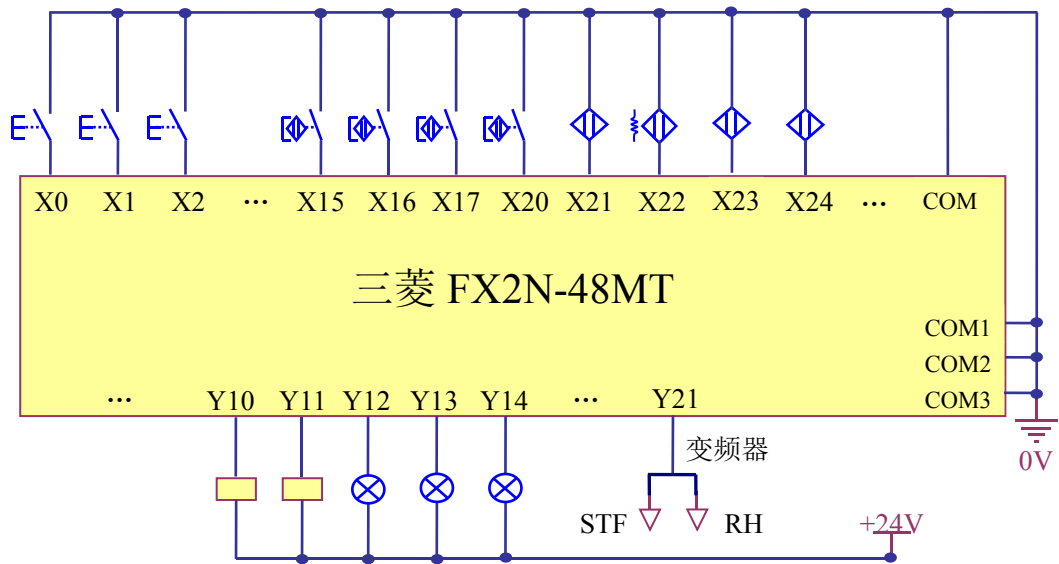 X0 X1 X2 ... X15 X16 X17 X20 X21 X22 X23 X24 ... COM
三菱 FX2N-48MT
COM1
COM2
COM3
... Y10 Y11 Y12 Y13 Y14 ... Y21
变频器
0V
STF RH +24V